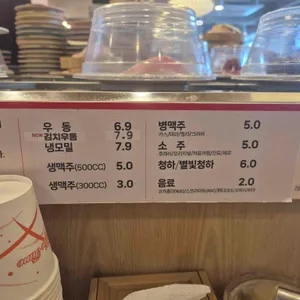 우 동 6.9
NEW 김치우동 7.9
냉모밀 7.9
생맥주(500CC) 5.0
생맥주(300CC) 3.0
병맥주 5.0
소 주 5.0
청하/별빛청하 6.0
음료 2.0